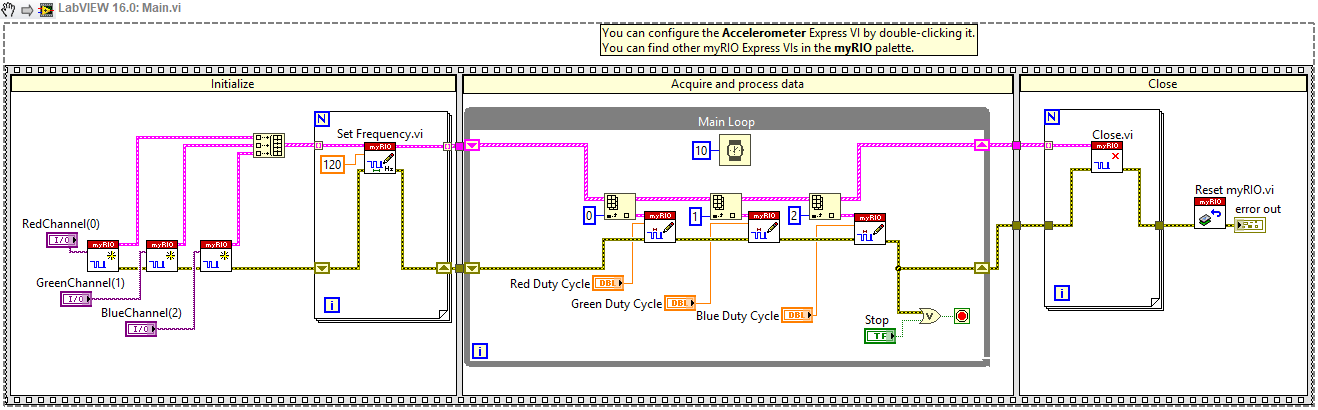 LabVIEW 16.0: Main.vi
You can configure the Accelerometer Express VI by double-clicking it.
You can find other myRIO Express VIs in the myRIO palette.
Initialize
Acquire and process data
Close
N
Set Frequency.vi
myRIO
Hz
120
RedChannel(0)
I/O
myRIO
myRIO
myRIO
GreenChannel(1)
I/O
BlueChannel(2)
I/O
i
Main Loop
10
0
1
2
myRIO
myRIO
myRIO
Red Duty Cycle
DBL
Green Duty Cycle
DBL
Blue Duty Cycle
DBL
Stop
TF
V
i
N
Close.vi
myRIO
i
Reset myRIO.vi
myRIO
error out